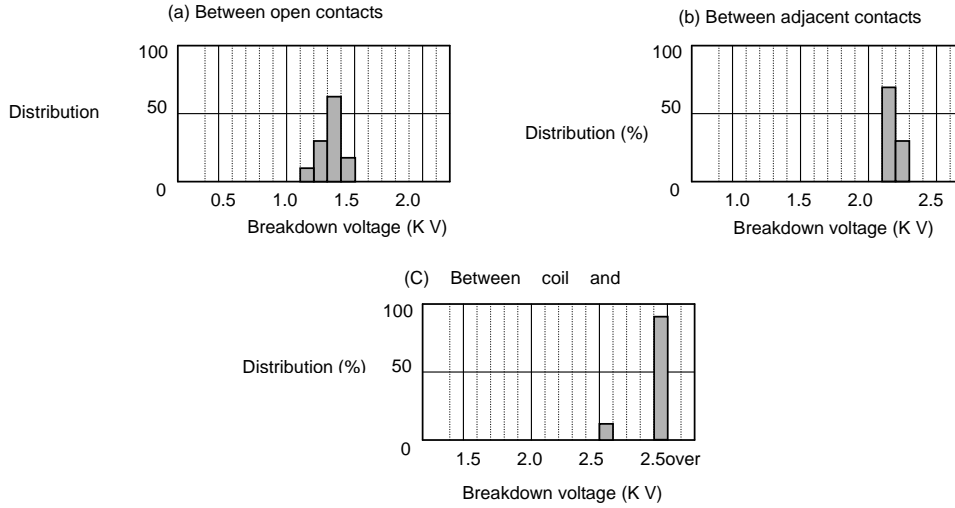 (a) Between open contacts
100
Distribution
50
0
0.5 1.0 1.5 2.0
Breakdown voltage (K V)
(b) Between adjacent contacts
100
50
Distribution (%)
0
1.0 1.5 2.0 2.5
Breakdown voltage (K V)
(C) Between coil and
100
Distribution (%)
50
0
1.5 2.0 2.5 2.5over
Breakdown voltage (K V)